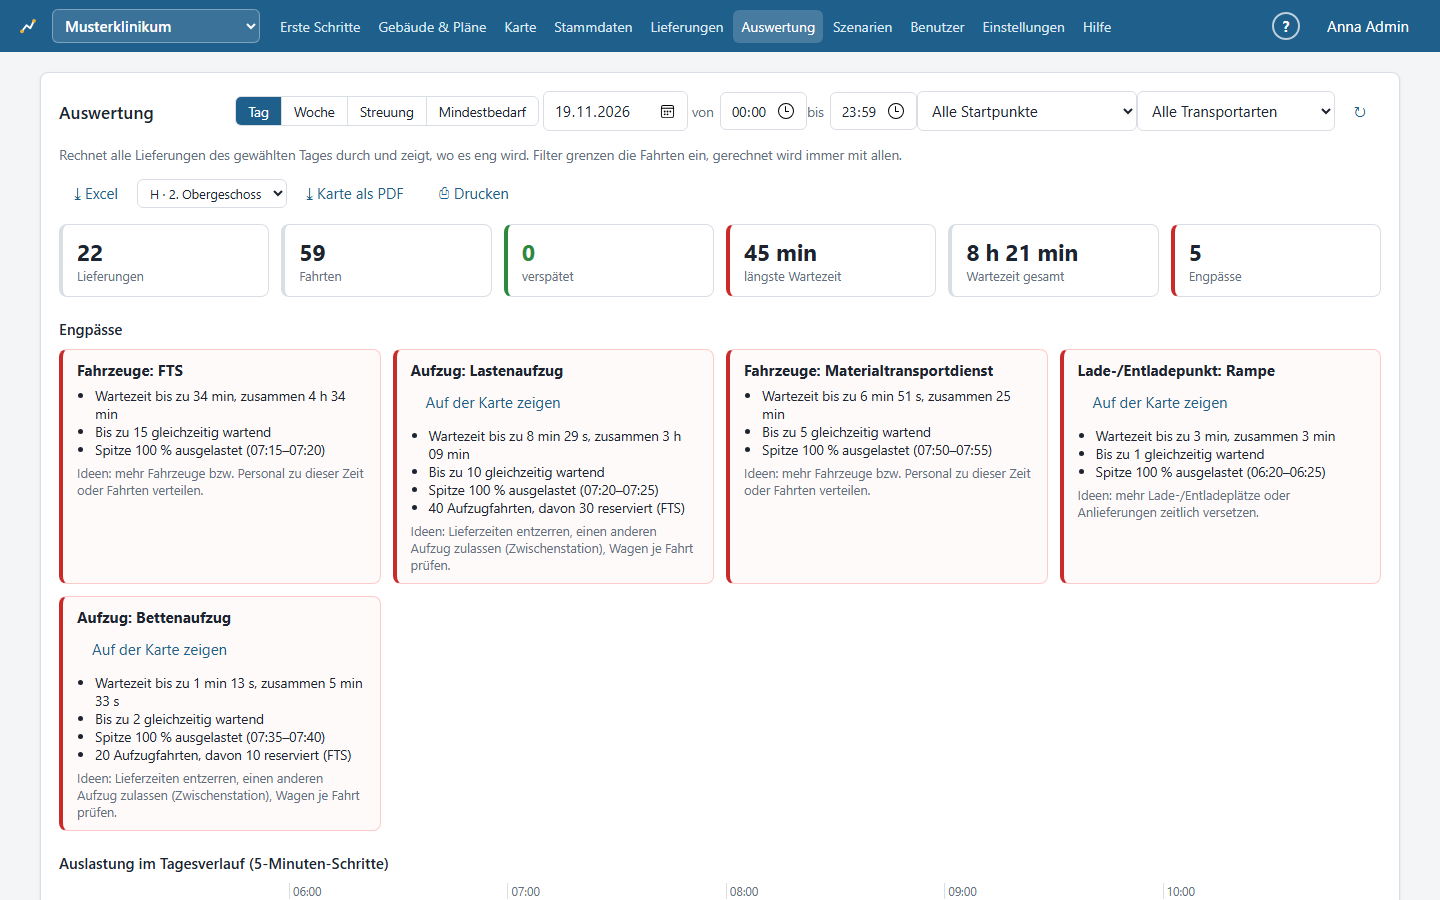 Musterklinikum Erste Schritte Gebäude & Pläne Karte Stammdaten Lieferungen Auswertung Szenarien Benutzer Einstellungen Hilfe ? Anna Admin
Auswertung Tag Woche Streuung Mindestbedarf 19.11.2026 von 00:00 bis 23:59 Alle Startpunkte Alle Transportarten ↻
Rechnet alle Lieferungen des gewählten Tages durch und zeigt, wo es eng wird. Filter grenzen die Fahrten ein, gerechnet wird immer mit allen.
↓ Excel H · 2. Obergeschoss ↓ Karte als PDF ⎙ Drucken
22
Lieferungen
59
Fahrten
0
verspätet
45 min
längste Wartezeit
8 h 21 min
Wartezeit gesamt
5
Engpässe
Engpässe
Fahrzeuge: FTS
• Wartezeit bis zu 34 min, zusammen 4 h 34
min
• Bis zu 15 gleichzeitig wartend
• Spitze 100 % ausgelastet (07:15–07:20)
Ideen: mehr Fahrzeuge bzw. Personal zu dieser Zeit
oder Fahrten verteilen.
Aufzug: Lastenaufzug
Auf der Karte zeigen
• Wartezeit bis zu 8 min 29 s, zusammen 3 h
09 min
• Bis zu 10 gleichzeitig wartend
• Spitze 100 % ausgelastet (07:20–07:25)
• 40 Aufzugfahrten, davon 30 reserviert (FTS)
Ideen: Lieferzeiten entzerren, einen anderen
Aufzug zulassen (Zwischenstation), Wagen je Fahrt
prüfen.
Fahrzeuge: Materialtransportdienst
• Wartezeit bis zu 6 min 51 s, zusammen 25
min
• Bis zu 5 gleichzeitig wartend
• Spitze 100 % ausgelastet (07:50–07:55)
Ideen: mehr Fahrzeuge bzw. Personal zu dieser Zeit
oder Fahrten verteilen.
Lade-/Entladepunkt: Rampe
Auf der Karte zeigen
• Wartezeit bis zu 3 min, zusammen 3 min
• Bis zu 1 gleichzeitig wartend
• Spitze 100 % ausgelastet (06:20–06:25)
Ideen: mehr Lade-/Entladeplätze oder
Anlieferungen zeitlich versetzen.
Aufzug: Bettenaufzug
Auf der Karte zeigen
• Wartezeit bis zu 1 min 13 s, zusammen 5 min
33 s
• Bis zu 2 gleichzeitig wartend
• Spitze 100 % ausgelastet (07:35–07:40)
• 20 Aufzugfahrten, davon 10 reserviert (FTS)
Ideen: Lieferzeiten entzerren, einen anderen
Aufzug zulassen (Zwischenstation), Wagen je Fahrt
prüfen.
Auslastung im Tagesverlauf (5-Minuten-Schritte)
06:00 07:00 08:00 09:00 10:00